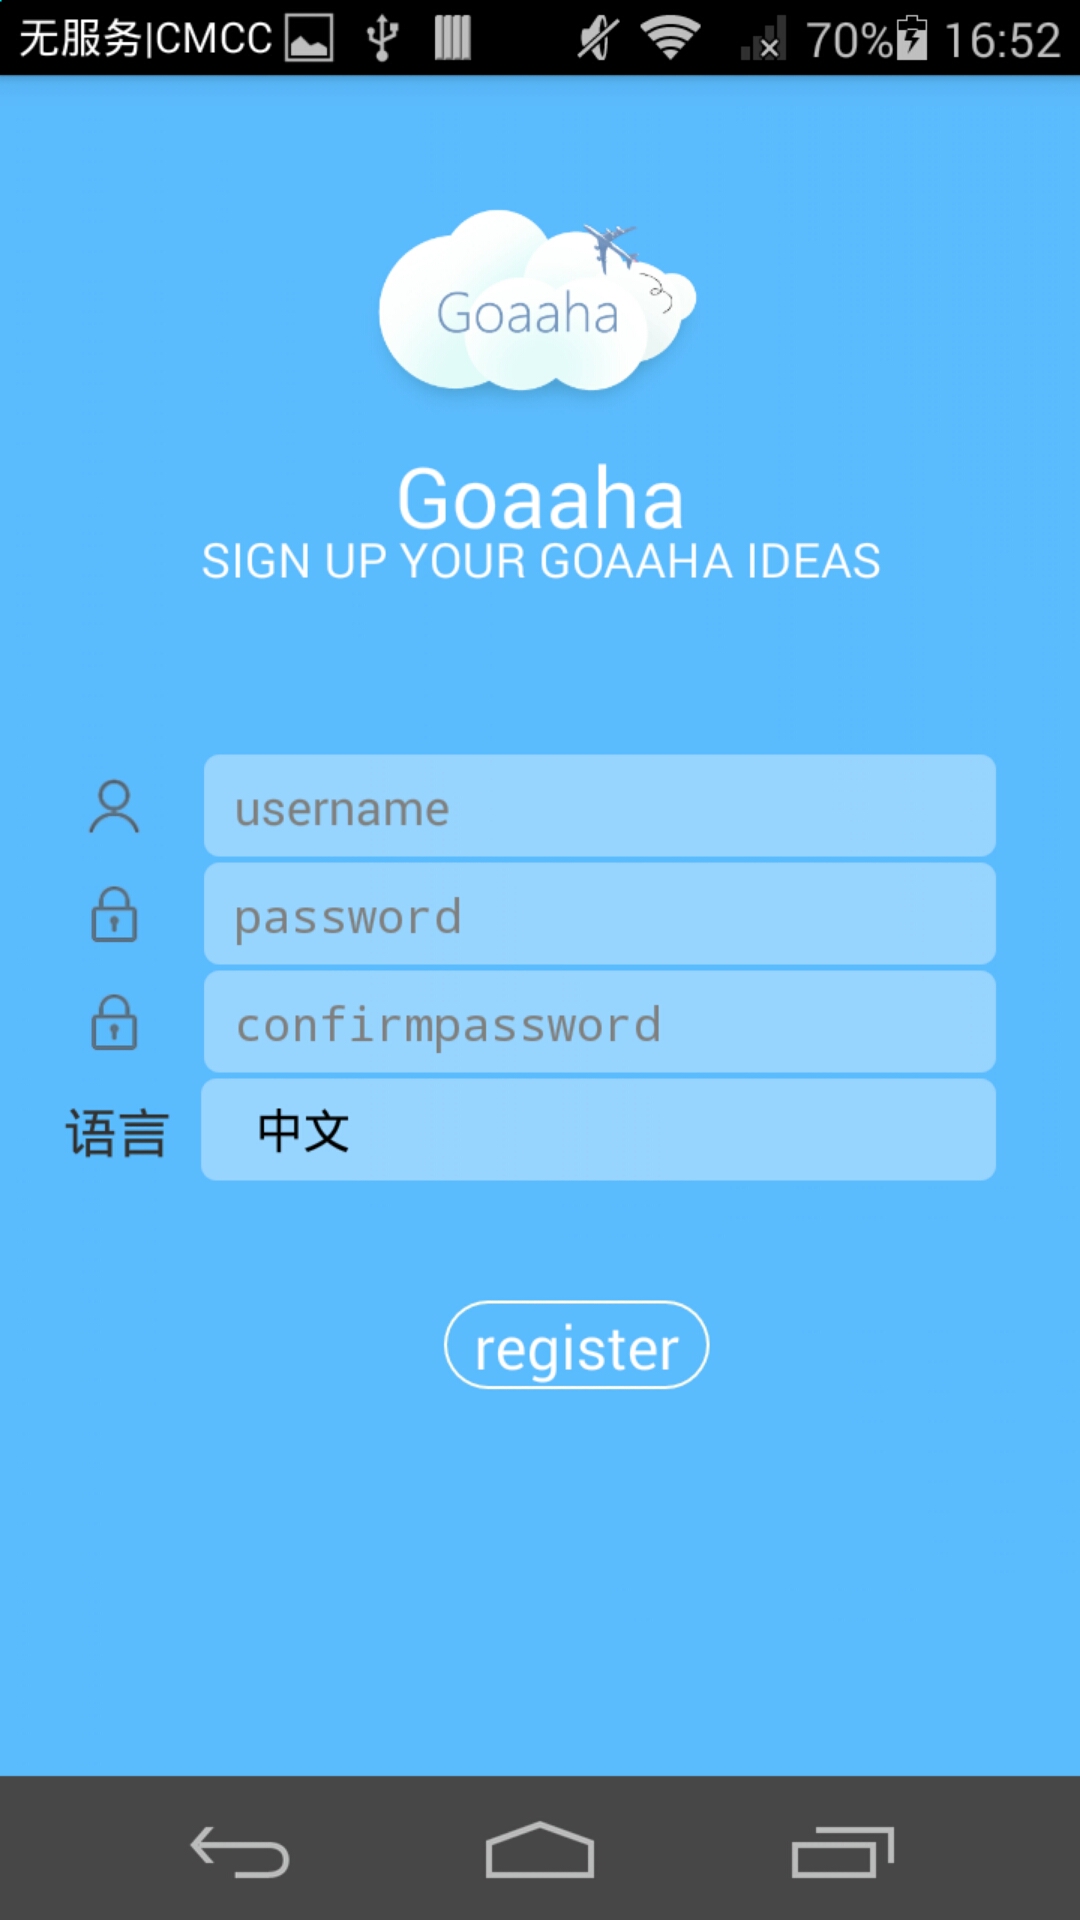 无服务|CMCC 70% 16:52
Goaaha
Goaaha
SIGN UP YOUR GOAAHA IDEAS
username
password
confirmpassword
语言 中文
register